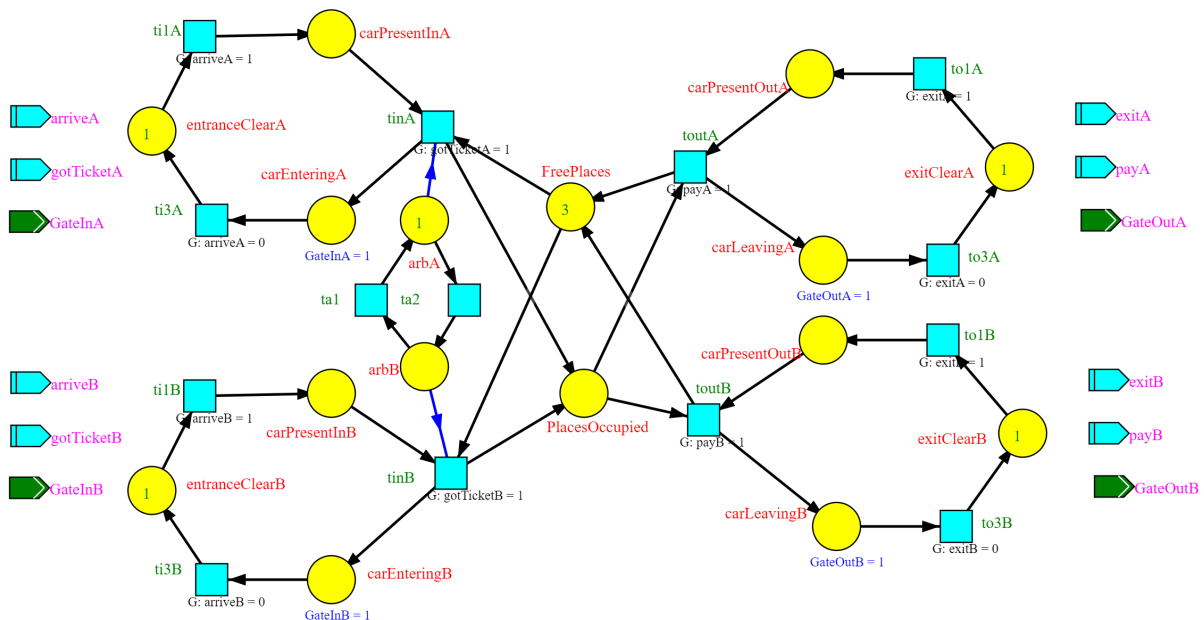 ti1A
G: arriveA = 1
carPresentInA
arriveA
1
entranceClearA
gotTicketA
GateInA
ti3A
G: arriveA = 0
carEnteringA
GateInA = 1
tinA
G: gotTicketA = 1
1
arbA
ta1
ta2
arbB
FreePlaces
3
PlacesOccupied
arriveB
gotTicketB
GateInB
ti1B
G: arriveB = 1
carPresentInB
1
entranceClearB
tinB
G: gotTicketB = 1
ti3B
G: arriveB = 0
carEnteringB
GateInB = 1
carPresentOutA
to1A
G: exitA = 1
toutA
G: payA = 1
exitClearA
1
carLeavingA
GateOutA = 1
to3A
G: exitA = 0
exitA
payA
GateOutA
carPresentOutB
to1B
G: exitB = 1
toutB
G: payB = 1
exitClearB
1
carLeavingB
GateOutB = 1
to3B
G: exitB = 0
exitB
payB
GateOutB